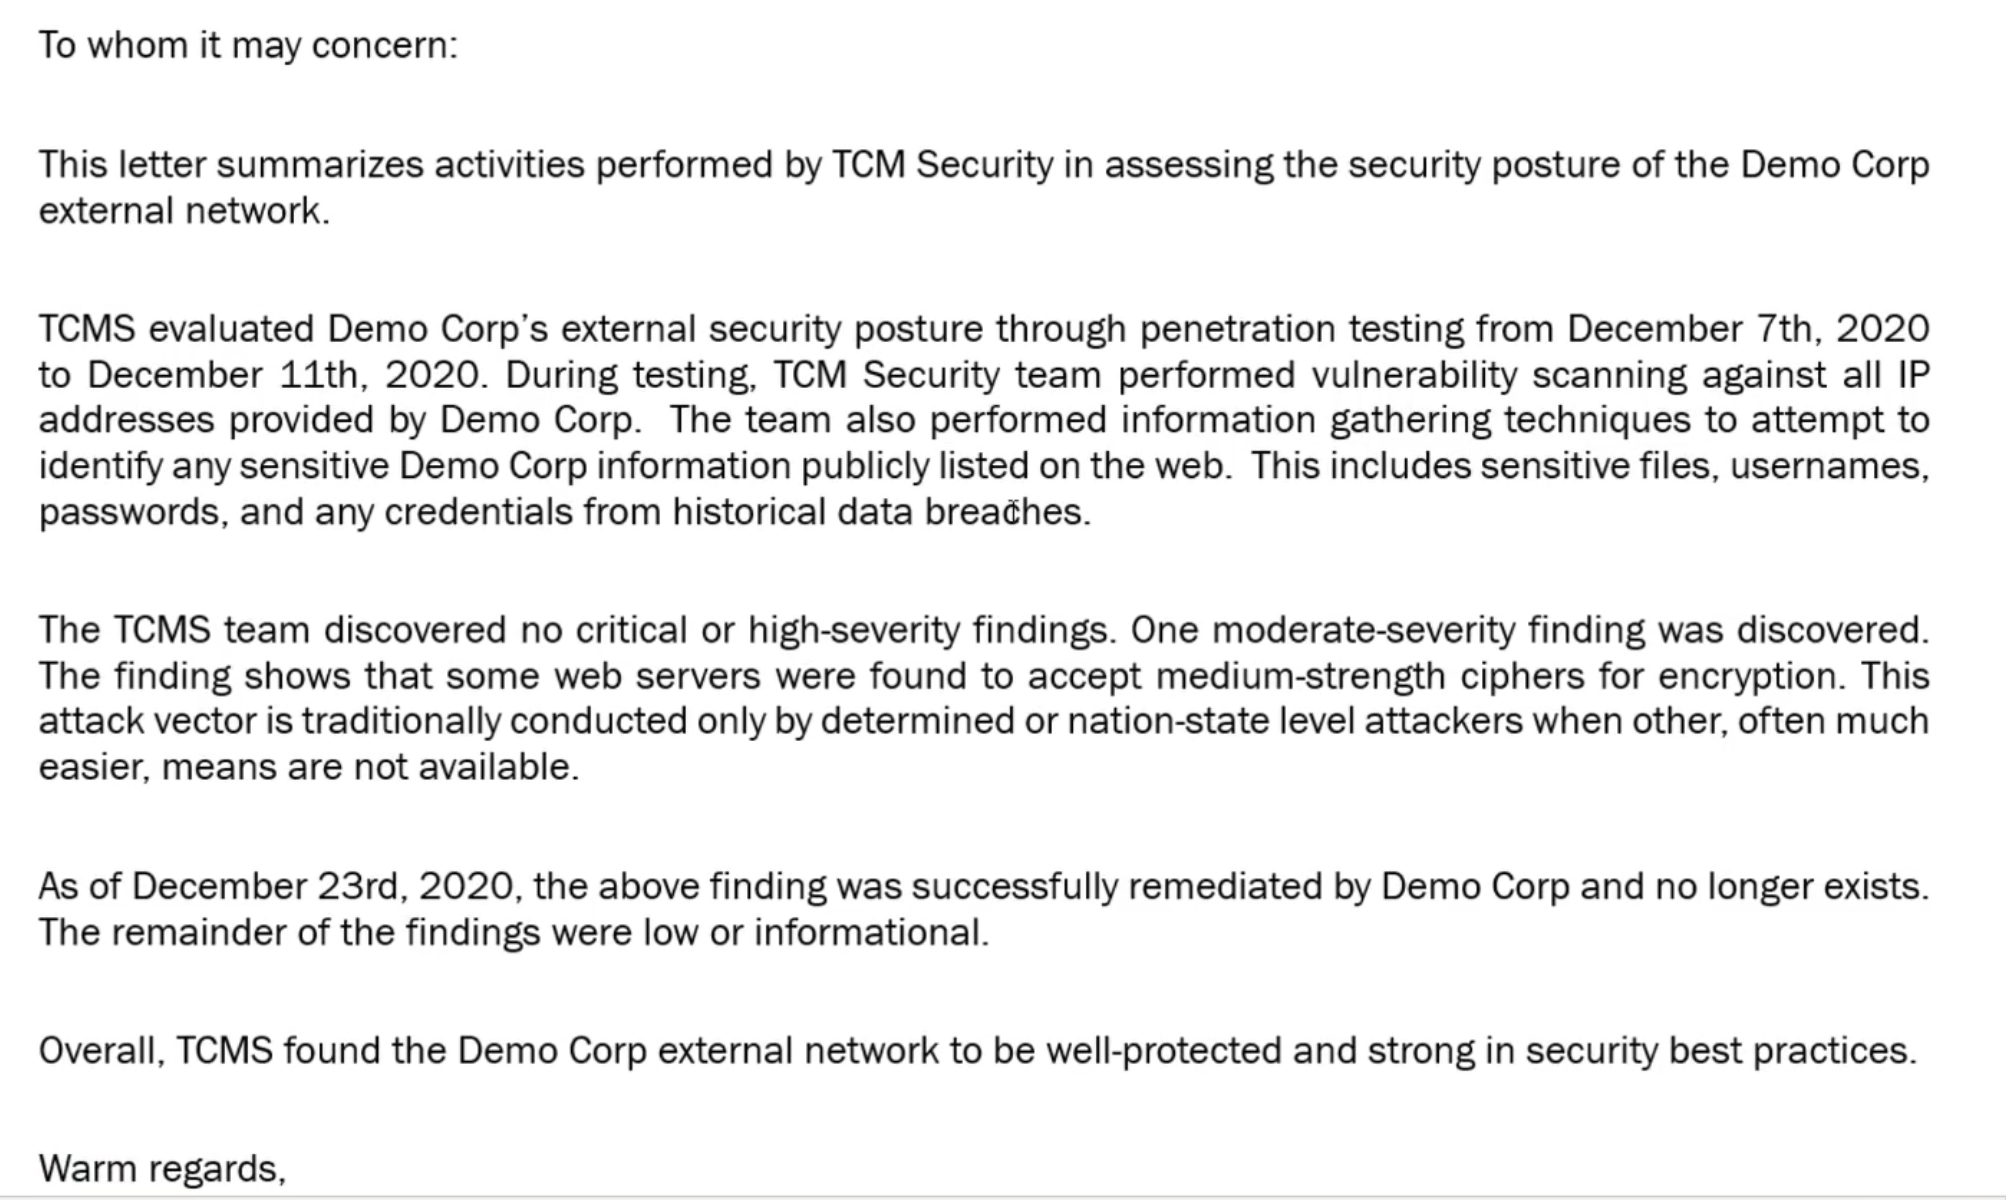 To whom it may concern:
This letter summarizes activities performed by TCM Security in assessing the security posture of the Demo Corp
external network.
TCMS evaluated Demo Corp’s external security posture through penetration testing from December 7th, 2020
to December 11th, 2020. During testing, TCM Security team performed vulnerability scanning against all IP
addresses provided by Demo Corp.  The team also performed information gathering techniques to attempt to
identify any sensitive Demo Corp information publicly listed on the web.  This includes sensitive files, usernames,
passwords, and any credentials from historical data breaches.
The TCMS team discovered no critical or high-severity findings. One moderate-severity finding was discovered.
The finding shows that some web servers were found to accept medium-strength ciphers for encryption. This
attack vector is traditionally conducted only by determined or nation-state level attackers when other, often much
easier, means are not available.
As of December 23rd, 2020, the above finding was successfully remediated by Demo Corp and no longer exists.
The remainder of the findings were low or informational.
Overall, TCMS found the Demo Corp external network to be well-protected and strong in security best practices.
Warm regards,